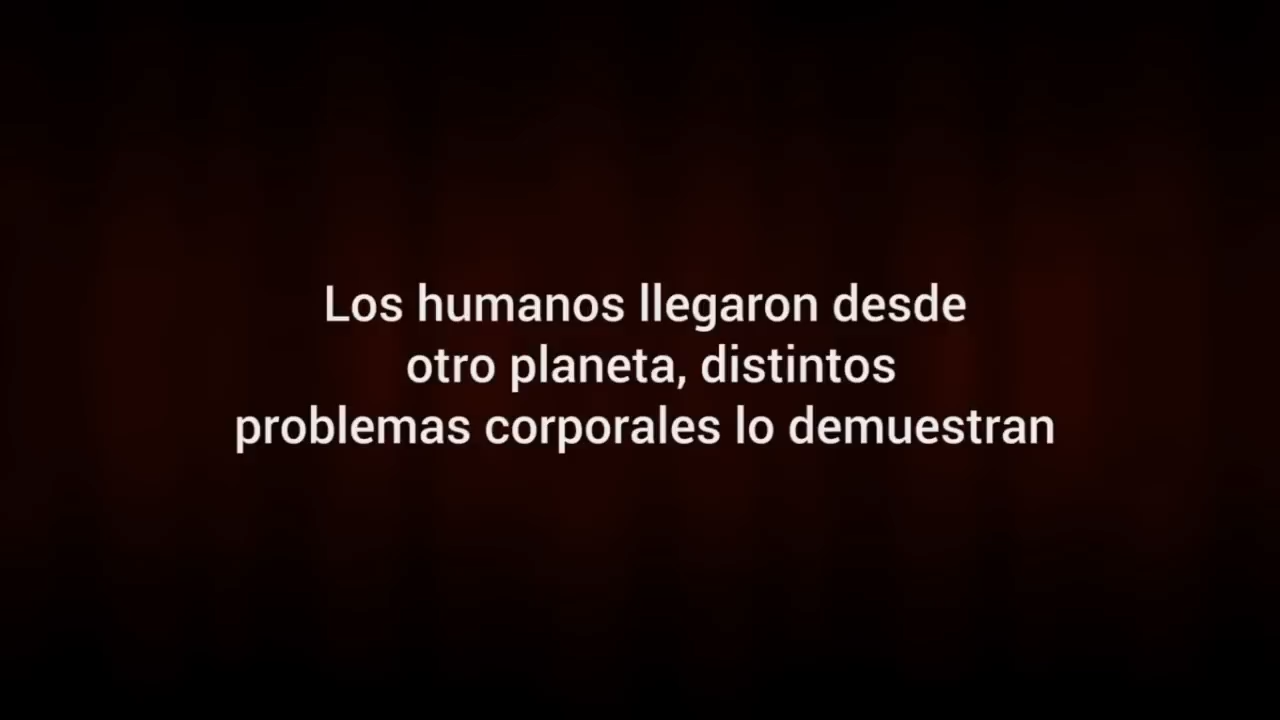 Los humanos llegaron desde
otro planeta, distintos
problemas corporales lo demuestran